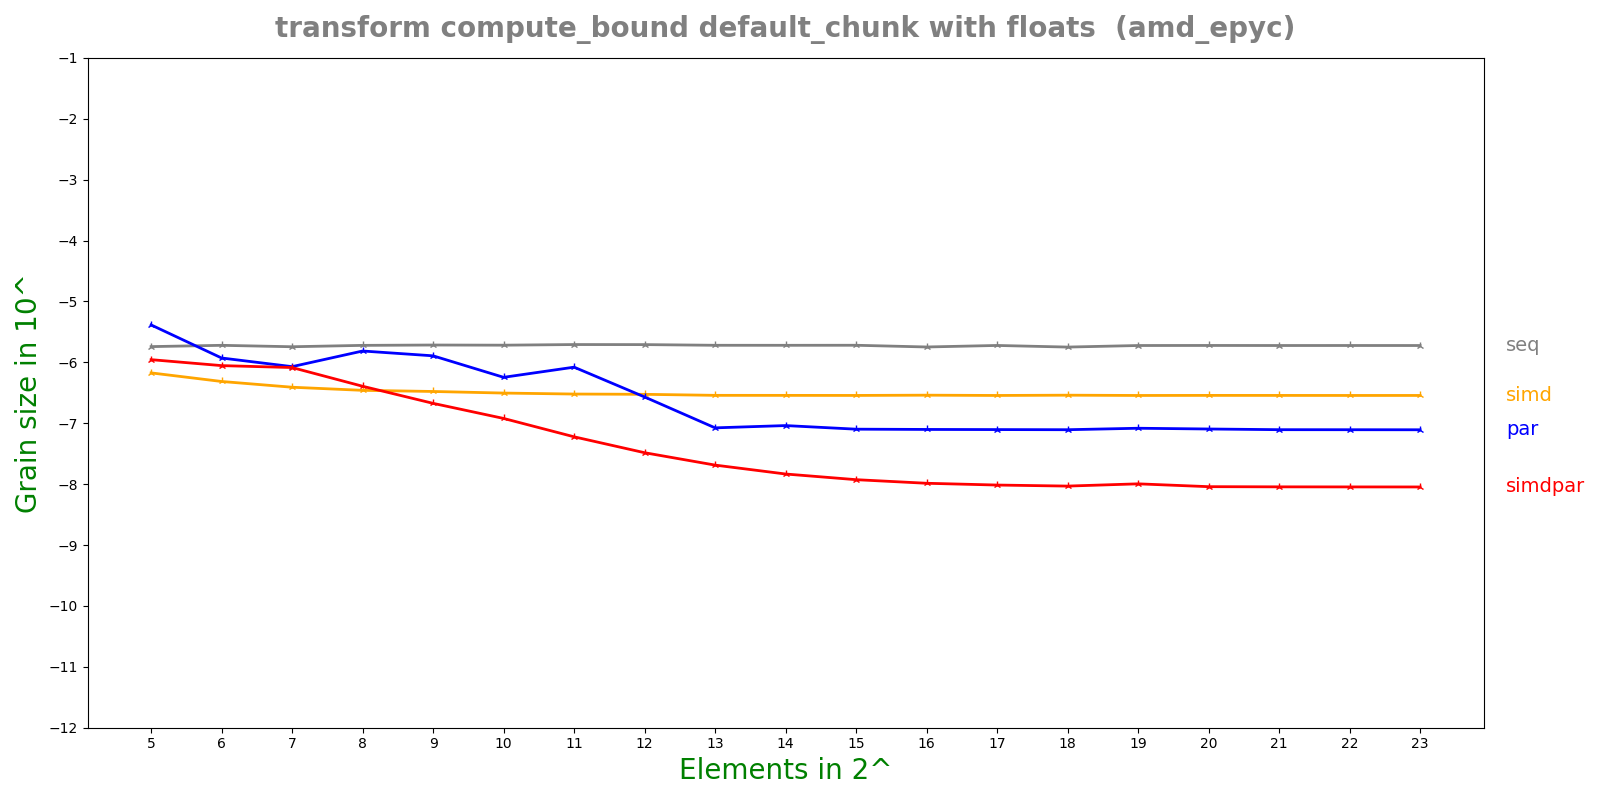 transform compute_bound default_chunk with floats  (amd_epyc)
Grain size in 10^
−1
−2
−3
−4
−5
−6
−7
−8
−9
−10
−11
−12
seq
simd
par
simdpar
5 6 7 8 9 10 11 12 13 14 15 16 17 18 19 20 21 22 23
Elements in 2^